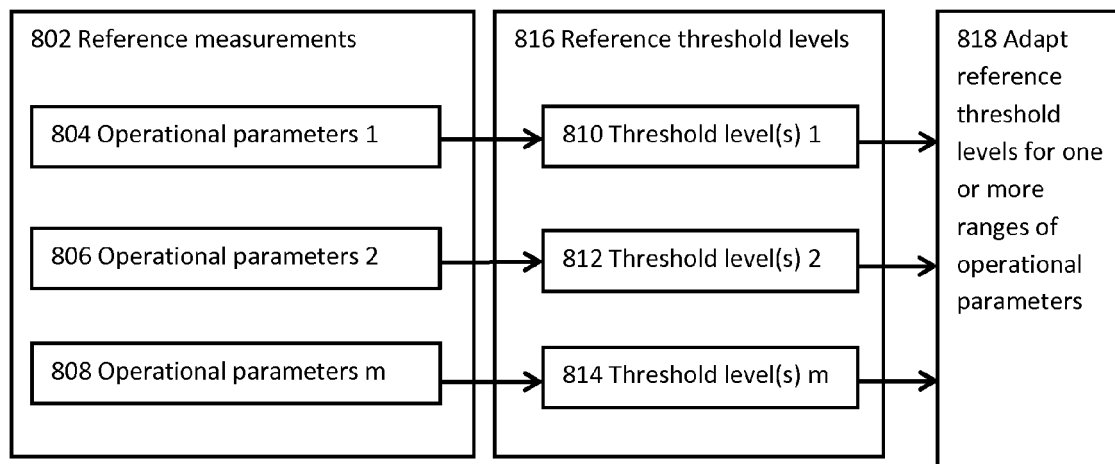 802 Reference measurements
804 Operational parameters 1
806 Operational parameters 2
808 Operational parameters m
816 Reference threshold levels
810 Threshold level(s) 1
812 Threshold level(s) 2
814 Threshold level(s) m
818 Adapt
reference
threshold
levels for one
or more
ranges of
operational
parameters